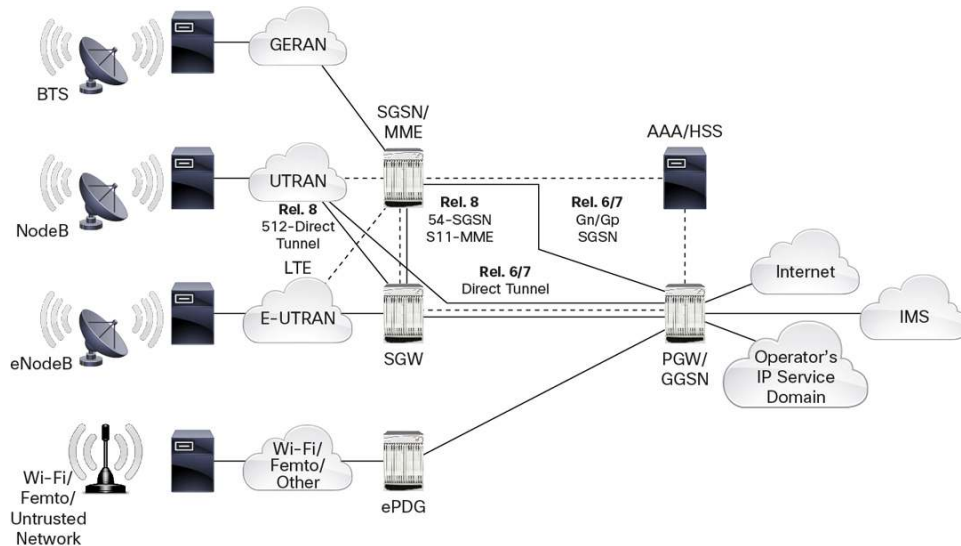 GERAN
BTS
SGSN/
MME
AAA/HSS
UTRAN
NodeB
Rel. 8
512-Direct
Tunnel
Rel. 8
54-SGSN
S11-MME
Rel. 6/7
Gn/Gp
SGSN
LTE
Rel. 6/7
Direct Tunnel
Internet
E-UTRAN
IMS
eNodeB
SGW
PGW/
GGSN
Operator's
IP Service
Domain
Wi-Fi/
Femto/
Other
Wi-Fi/
Femto/
Untrusted
Network
ePDG